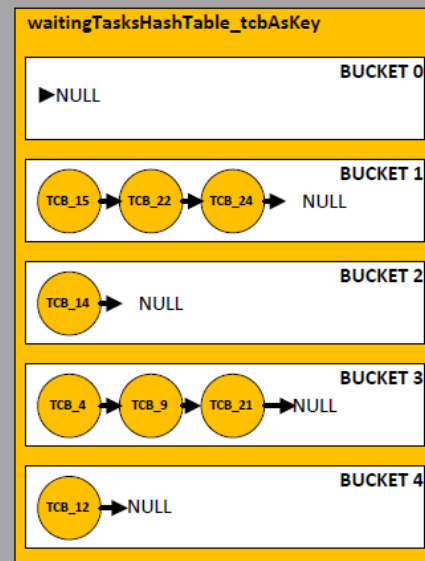 waitingTasksHashTable_tcbAsKey
BUCKET 0
NULL
BUCKET 1
TCB_15 TCB_22 TCB_24 NULL
BUCKET 2
TCB_14 NULL
BUCKET 3
TCB_4 TCB_9 TCB_21 NULL
BUCKET 4
TCB_12 NULL